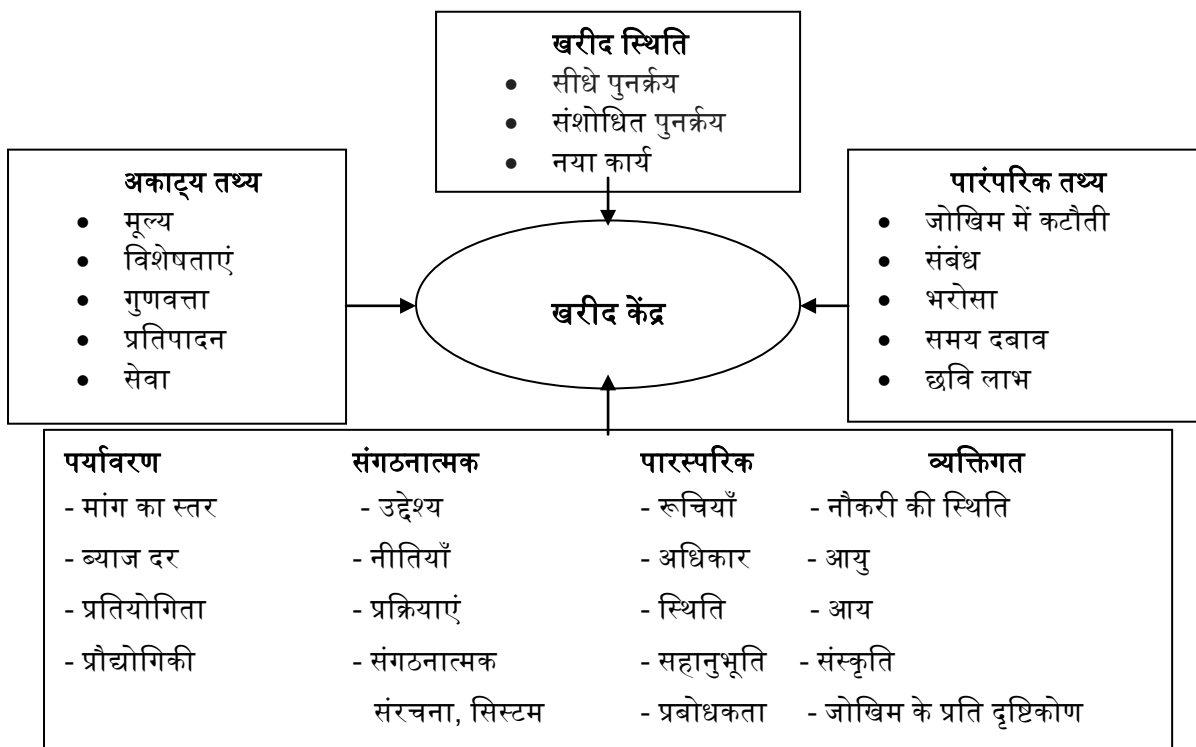 खरीद स्थिति
• सीधे पुनर्क्रय
• संशोधित पुनर्क्रय
• नया कार्य
अकाट्य तथ्य
• मूल्य
• विशेषताएं
• गुणवत्ता
• प्रतिपादन
• सेवा
खरीद केंद्र
पारंपरिक तथ्य
• जोखिम में कटौती
• संबंध
• भरोसा
• समय दबाव
• छवि लाभ
पर्यावरण संगठनात्मक पारस्परिक व्यक्तिगत
- मांग का स्तर - उद्देश्य - रूचियाँ - नौकरी की स्थिति
- ब्याज दर - नीतियाँ - अधिकार - आयु
- प्रतियोगिता - प्रक्रियाएं - स्थिति - आय
- प्रौद्योगिकी - संगठनात्मक - सहानुभूति - संस्कृति
संरचना, सिस्टम - प्रबोधकता - जोखिम के प्रति दृष्टिकोण